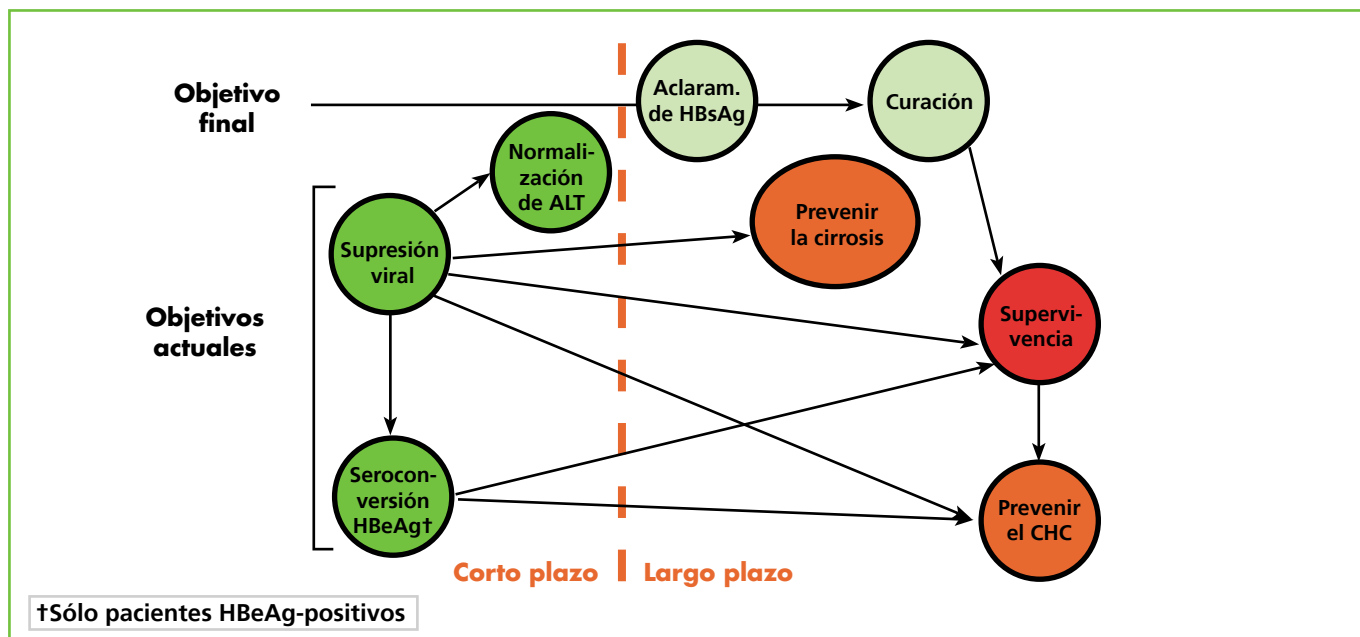 Objetivo
final
Aclaram.
de HBsAg
Curación
Normali-
zación
de ALT
Prevenir
la cirrosis
Supresión
viral
Objetivos
actuales
Supervi-
vencia
Serocon-
versión
HBeAg†
Prevenir
el CHC
Corto plazo
Largo plazo
†Sólo pacientes HBeAg-positivos